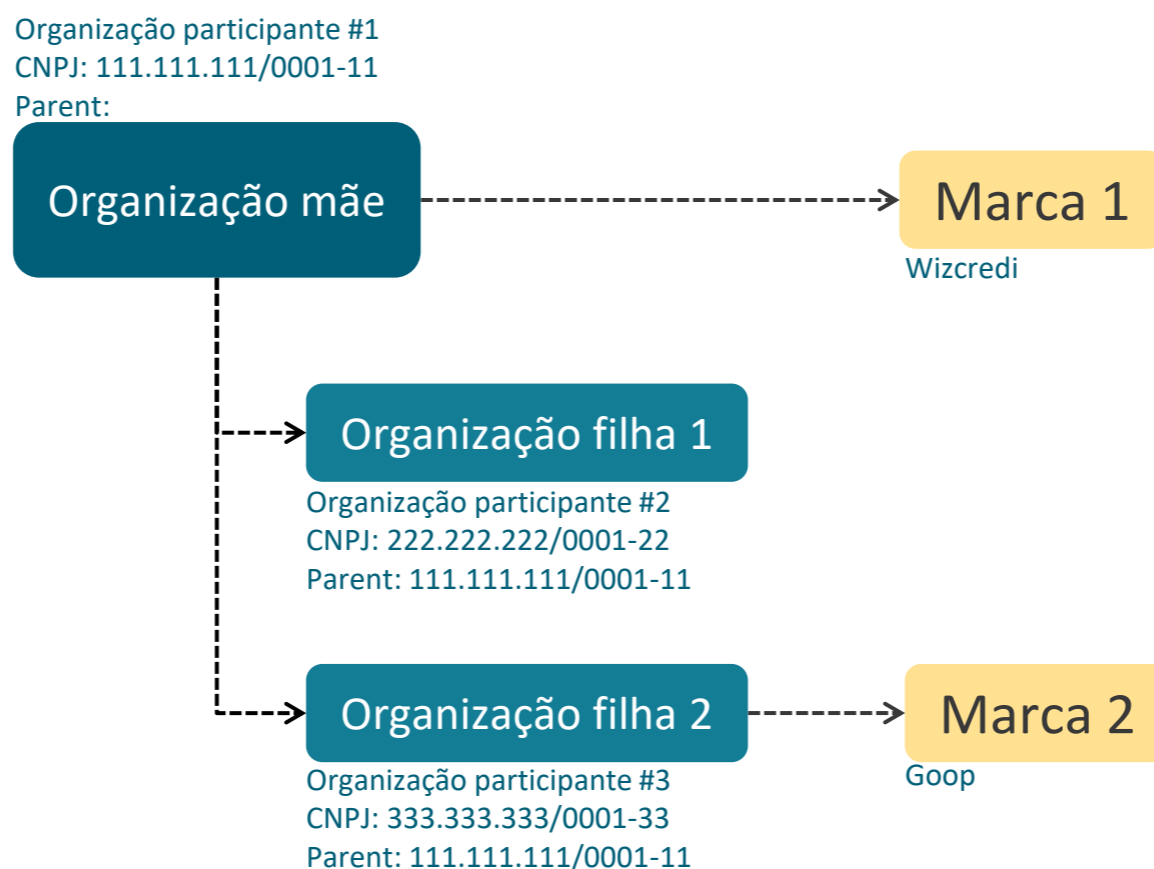 Organização participante #1
CNPJ: 111.111.111/0001-11
Parent:
Organização mãe
Marca 1
Wizcredi
Organização filha 1
Organização participante #2
CNPJ: 222.222.222/0001-22
Parent: 111.111.111/0001-11
Organização filha 2
Marca 2
Organização participante #3
Goop
CNPJ: 333.333.333/0001-33
Parent: 111.111.111/0001-11